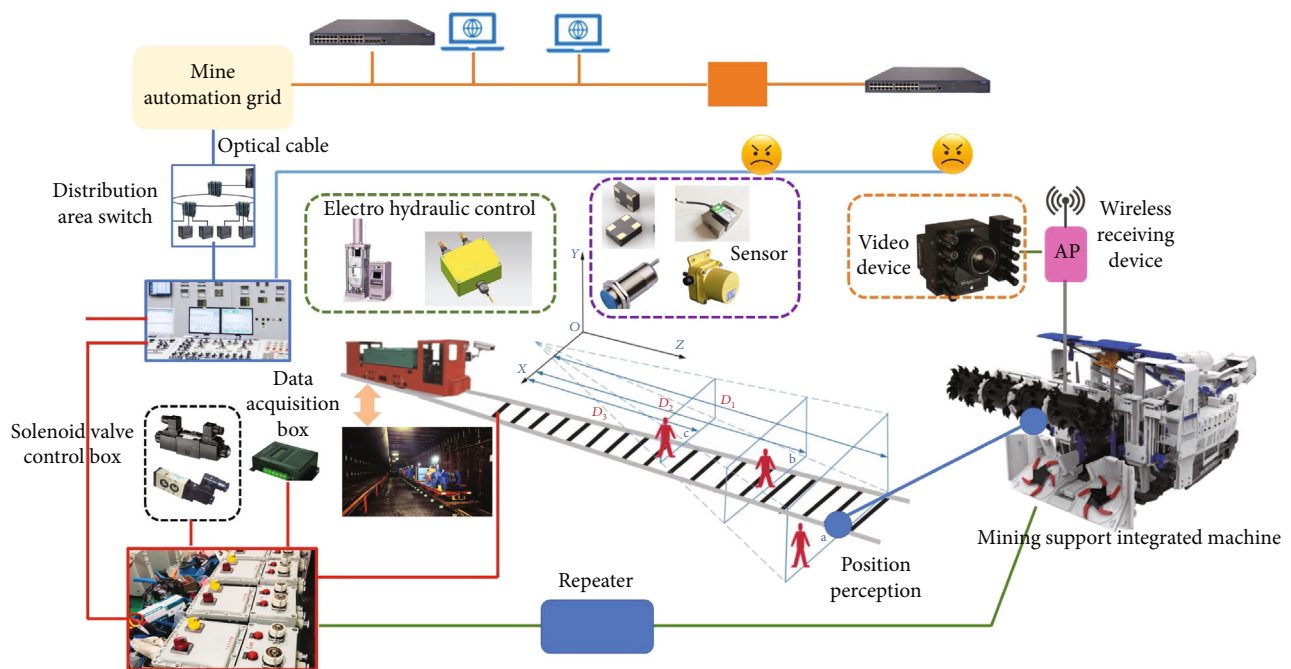 Mine
automation grid
Optical cable
Distribution
area switch
Electro hydraulic control
Sensor
Video
device
AP
Wireless
receiving
device
Y
O
Z
X
D1
D2
D3
c
b
a
Data
acquisition
box
Solenoid valve
control box
Mining support integrated machine
Position
perception
Repeater